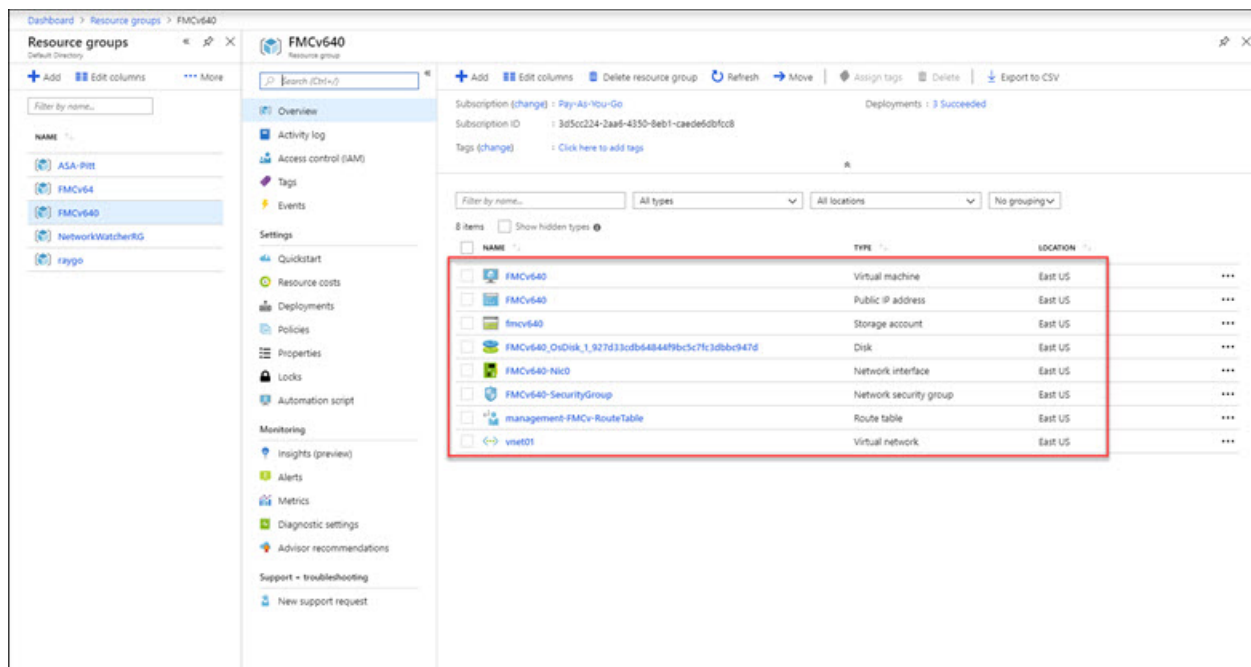 Dashboard > Resource groups > FMCv640
Resource groups
Default Directory
Add Edit columns ••• More
Filter by name...
NAME
ASA-Pitt
FMCv64
FMCv640
NetworkWatcherRG
raygo
FMCv640
Resource group
Search (Ctrl+/)
Overview
Activity log
Access control (IAM)
Tags
Events
Settings
Quickstart
Resource costs
Deployments
Policies
Properties
Locks
Automation script
Monitoring
Insights (preview)
Alerts
Metrics
Diagnostic settings
Advisor recommendations
Support + troubleshooting
New support request
Add Edit columns Delete resource group Refresh Move Assign tags Delete Export to CSV
Subscription (change) : Pay-As-You-Go Deployments : 3 Succeeded
Subscription ID : 3d5cc224-2aa6-4350-8eb1-caede6dbfcc8
Tags (change) : Click here to add tags
Filter by name... All types All locations No grouping
8 items Show hidden types
NAME TYPE LOCATION
FMCv640 Virtual machine East US
FMCv640 Public IP address East US
fmcv640 Storage account East US
FMCv640_OsDisk_1_927d33cdb64844f9bc5c7fc3dbbc947d Disk East US
FMCv640-Nic0 Network interface East US
FMCv640-SecurityGroup Network security group East US
management-FMCv-RouteTable Route table East US
vnet01 Virtual network East US